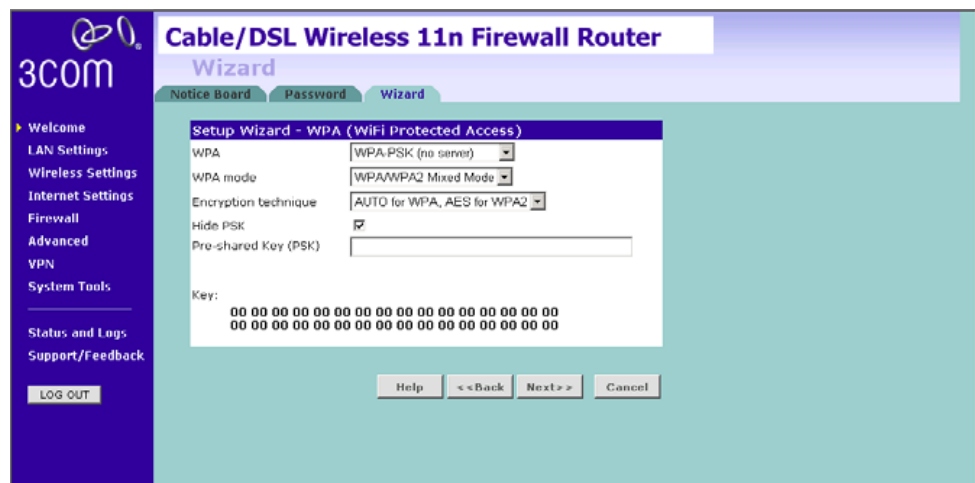 3COM
Cable/DSL Wireless 11n Firewall Router
Wizard
Notice Board
Password
Wizard
Welcome
LAN Settings
Wireless Settings
Internet Settings
Firewall
Advanced
VPN
System Tools
Status and Logs
Support/Feedback
LOG OUT
Setup Wizard - WPA (WiFi Protected Access)
WPA
WPA-PSK (no server)
WPA mode
WPA/WPA2 Mixed Mode
Encryption technique
AUTO for WPA, AES for WPA2
Hide PSK
Pre-shared Key (PSK)
Key:
00 00 00 00 00 00 00 00 00 00 00 00 00 00 00 00
00 00 00 00 00 00 00 00 00 00 00 00 00 00 00 00
Help
<<Back
Next>>
Cancel